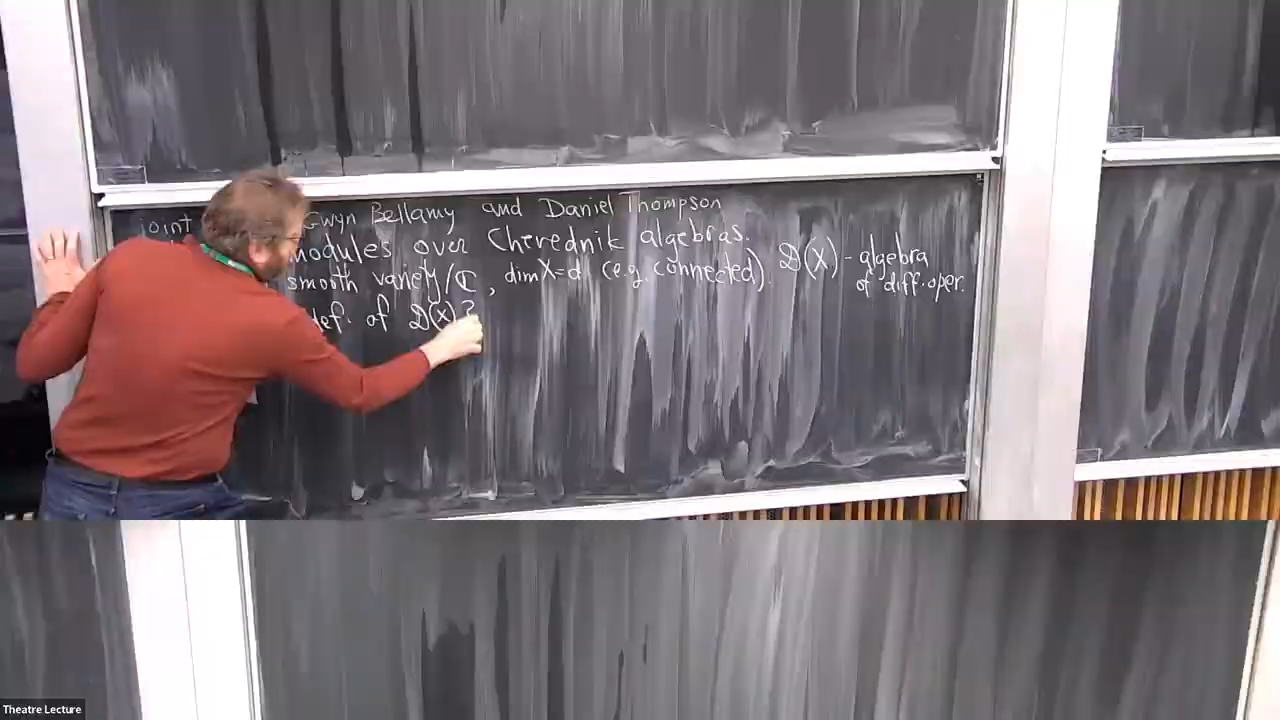 joint Gwyn Bellamy and Daniel Thompson
modules over Cherednik algebras.
smooth variety/ℂ, dim X=d (e.g. connected). 𝒟(X) - algebra
of diff. oper.
def. of 𝒟(X)?
Theatre Lecture